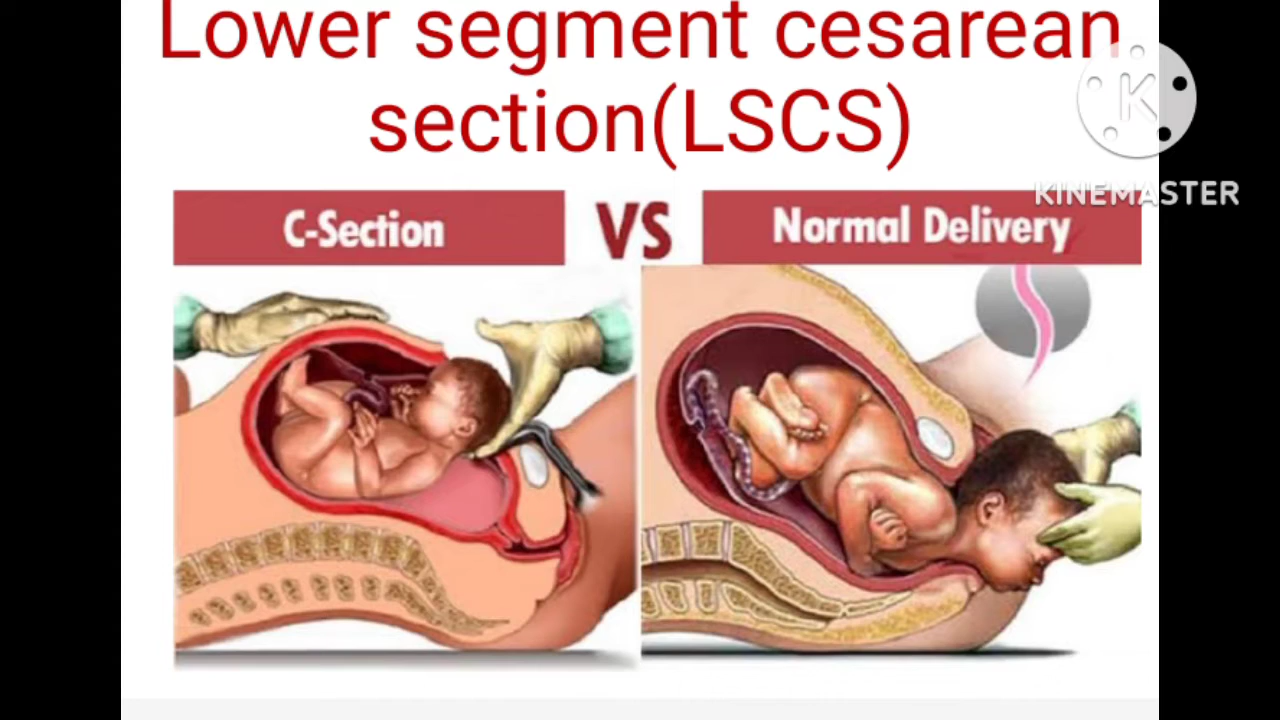 Lower segment cesarean
section(LSCS)
K
KINEMASTER
C-Section VS Normal Delivery